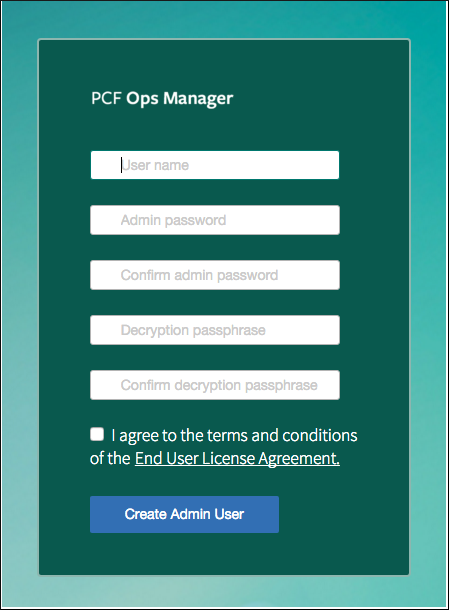 PCF Ops Manager
User name
Admin password
Confirm admin password
Decryption passphrase
Confirm decryption passphrase
I agree to the terms and conditions
of the End User License Agreement.
Create Admin User